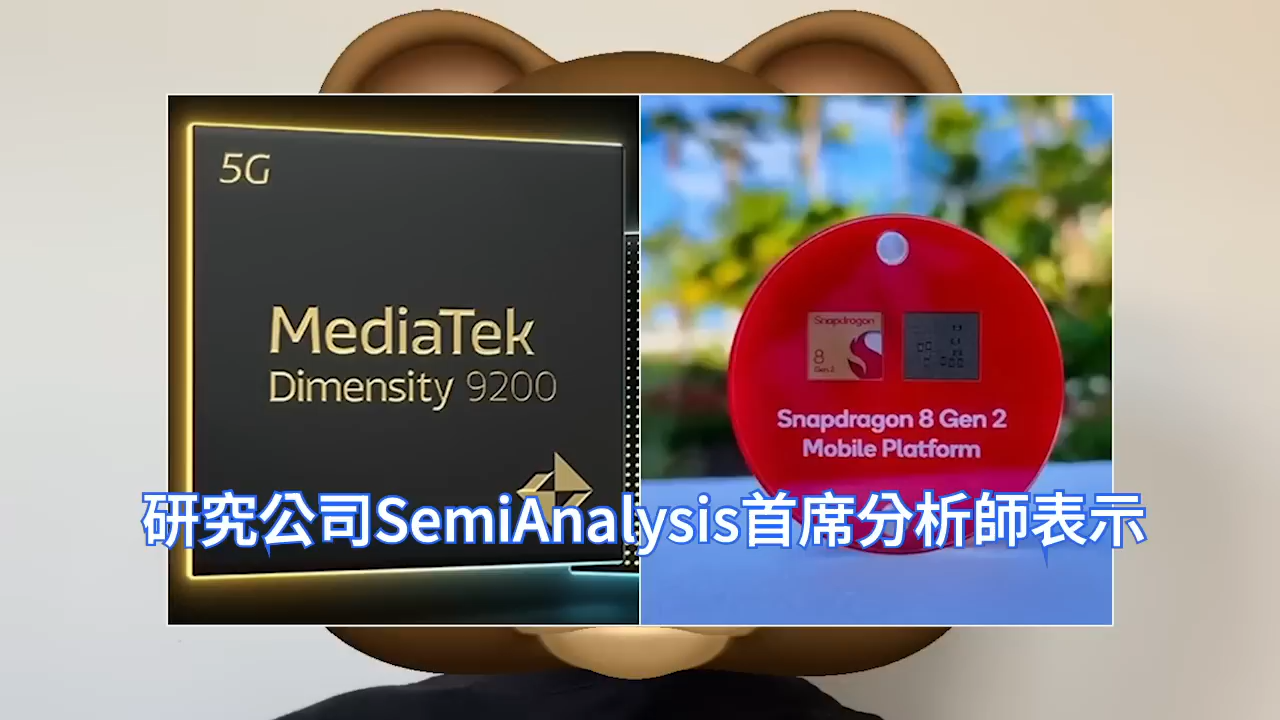 5G
MediaTek
Dimensity 9200
Snapdragon
8
Gen 2
Snapdragon 8 Gen 2
Mobile Platform
研究公司SemiAnalysis首席分析師表示